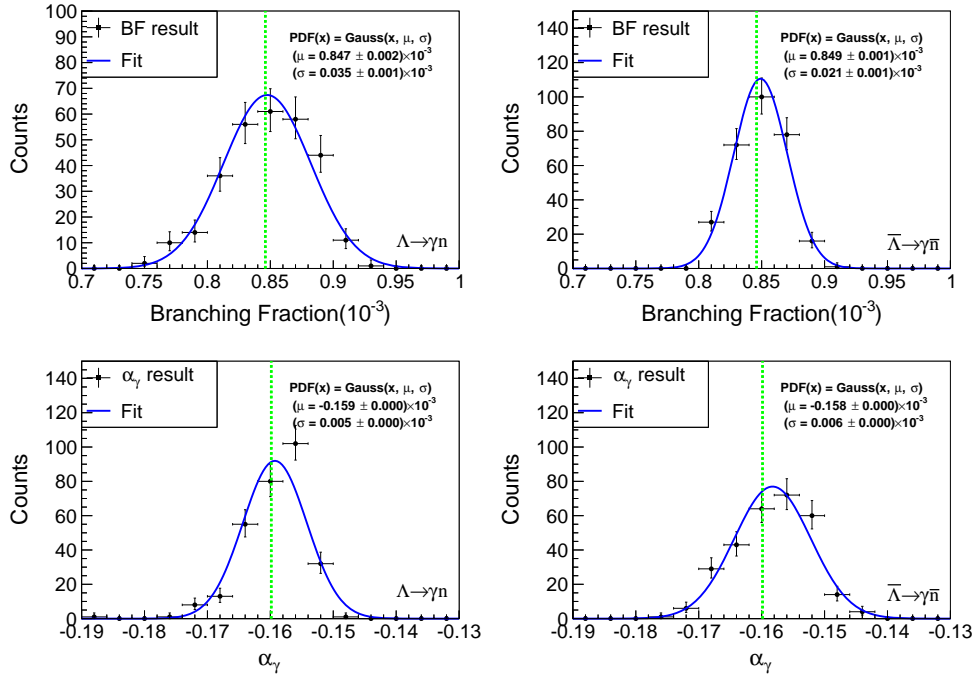 100
90
80
70
60
50
40
30
20
10
0
Counts
BF result
Fit
PDF(x) = Gauss(x, μ, σ)
(μ = 0.847 ± 0.002)×10⁻³
(σ = 0.035 ± 0.001)×10⁻³
Λ→γn
0.7 0.75 0.8 0.85 0.9 0.95 1
Branching Fraction(10⁻³)
140
120
100
80
60
40
20
0
Counts
BF result
Fit
PDF(x) = Gauss(x, μ, σ)
(μ = 0.849 ± 0.001)×10⁻³
(σ = 0.021 ± 0.001)×10⁻³
Λ̅→γn̅
0.7 0.75 0.8 0.85 0.9 0.95 1
Branching Fraction(10⁻³)
140
120
100
80
60
40
20
0
Counts
α_γ result
Fit
PDF(x) = Gauss(x, μ, σ)
(μ = -0.159 ± 0.000)×10⁻³
(σ = 0.005 ± 0.000)×10⁻³
Λ→γn
-0.19 -0.18 -0.17 -0.16 -0.15 -0.14 -0.13
α_γ
140
120
100
80
60
40
20
0
Counts
α_γ result
Fit
PDF(x) = Gauss(x, μ, σ)
(μ = -0.158 ± 0.000)×10⁻³
(σ = 0.006 ± 0.000)×10⁻³
Λ̅→γn̅
-0.19 -0.18 -0.17 -0.16 -0.15 -0.14 -0.13
α_γ